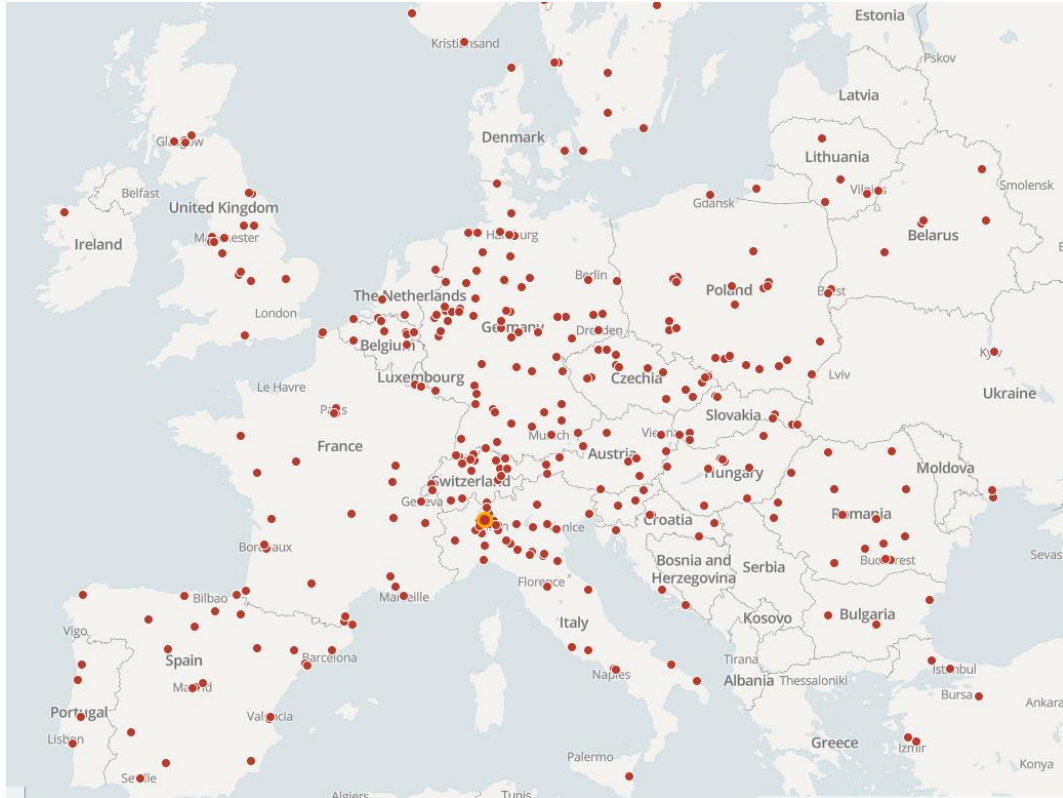 Estonia
Kristiansand
Pskov
Latvia
Denmark
Glasgow
Lithuania
Belfast
Vilnius
Smolensk
United Kingdom
Gdansk
Ireland
Manchester
Hamburg
Belarus
Berlin
The Netherlands
Poland
Brest
London
Germany
Dresden
Belgium
Kyiv
Le Havre
Luxembourg
Czechia
Lviv
Ukraine
Paris
Slovakia
France
Munich
Vienna
Austria
Switzerland
Hungary
Moldova
Geneva
Croatia
Romania
Venice
Bordeaux
Sevas
Bosnia and
Herzegovina
Serbia
Bucharest
Florence
Bilbao
Marseille
Italy
Kosovo
Bulgaria
Vigo
Spain
Barcelona
Tirana
Istanbul
Naples
Albania
Thessaloniki
Madrid
Bursa
Ankara
Portugal
Valencia
Lisbon
Greece
Izmir
Palermo
Konya
Seville
Algiers
Tunis